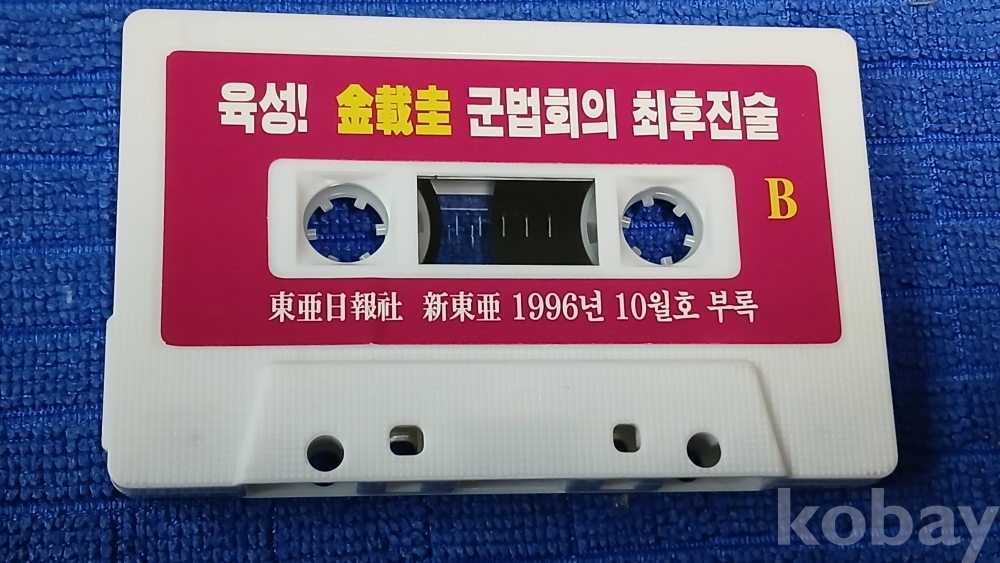 육성! 金載圭 군법회의 최후진술
B
東亜日報社 新東亜 1996년 10월호 부록
kobay